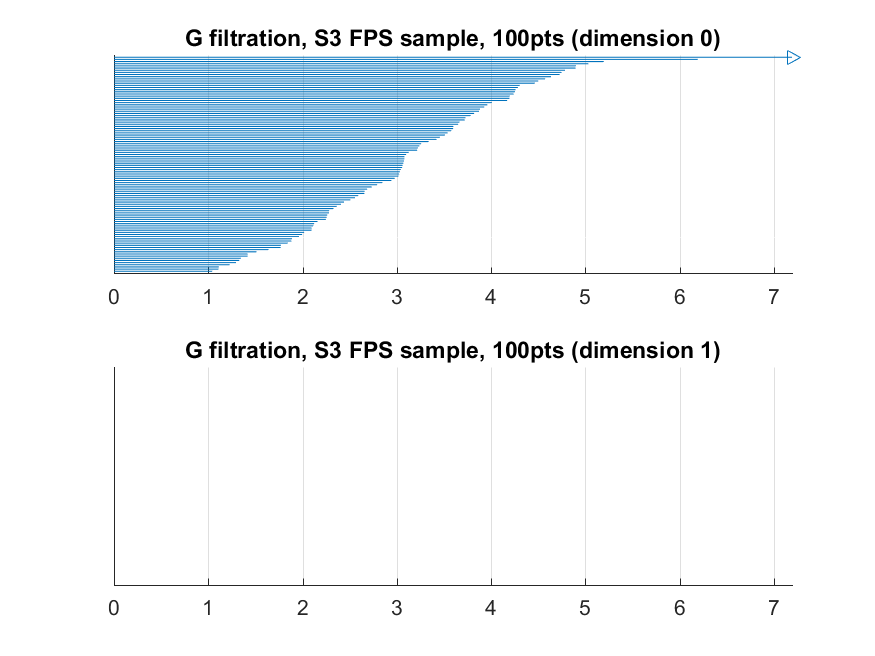 G filtration, S3 FPS sample, 100pts (dimension 0)
0 1 2 3 4 5 6 7
G filtration, S3 FPS sample, 100pts (dimension 1)
0 1 2 3 4 5 6 7